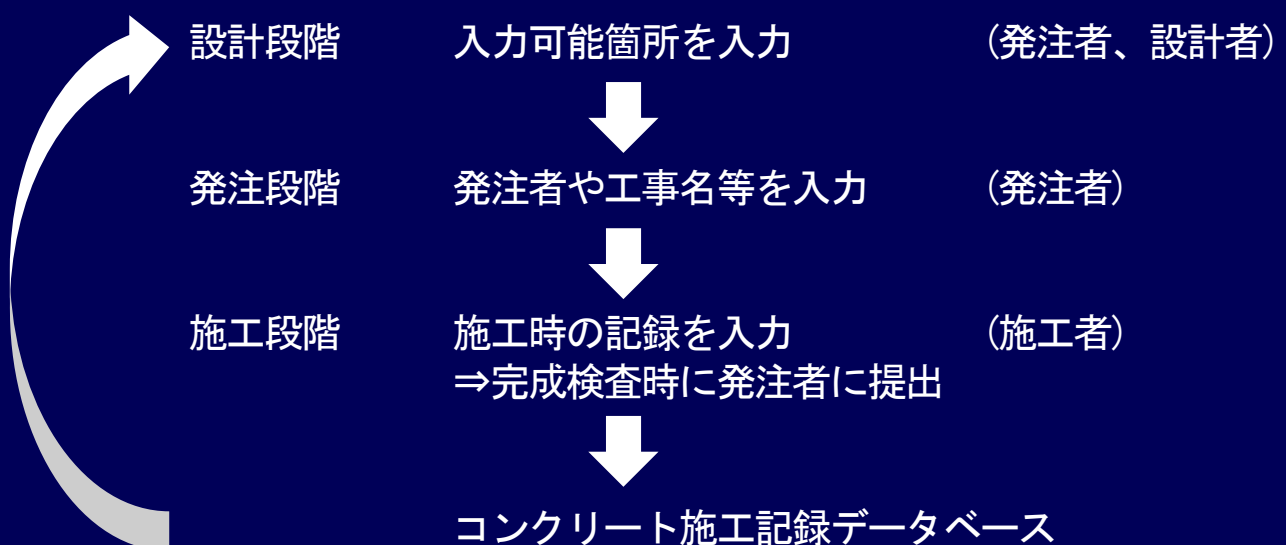 設計段階 入力可能箇所を入力 (発注者、設計者)
発注段階 発注者や工事名等を入力 (発注者)
施工段階 施工時の記録を入力 (施工者)
⇒完成検査時に発注者に提出
コンクリート施工記録データベース